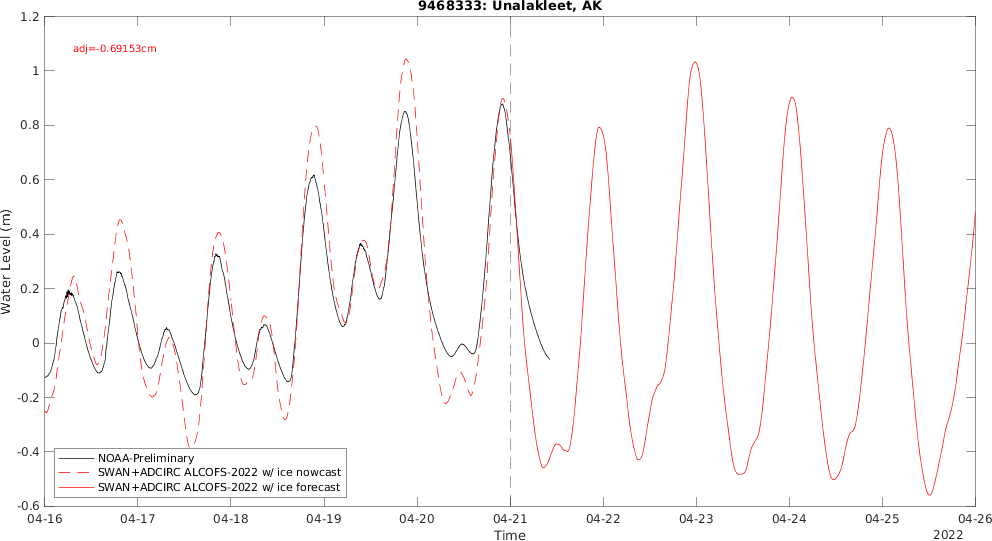 9468333: Unalakleet, AK
adj=-0.69153cm
1.2
1
0.8
0.6
0.4
0.2
0
-0.2
-0.4
-0.6
Water Level (m)
NOAA-Preliminary
SWAN+ADCIRC ALCOFS-2022 w/ ice nowcast
SWAN+ADCIRC ALCOFS-2022 w/ ice forecast
04-16 04-17 04-18 04-19 04-20 04-21 04-22 04-23 04-24 04-25 04-26
Time
2022